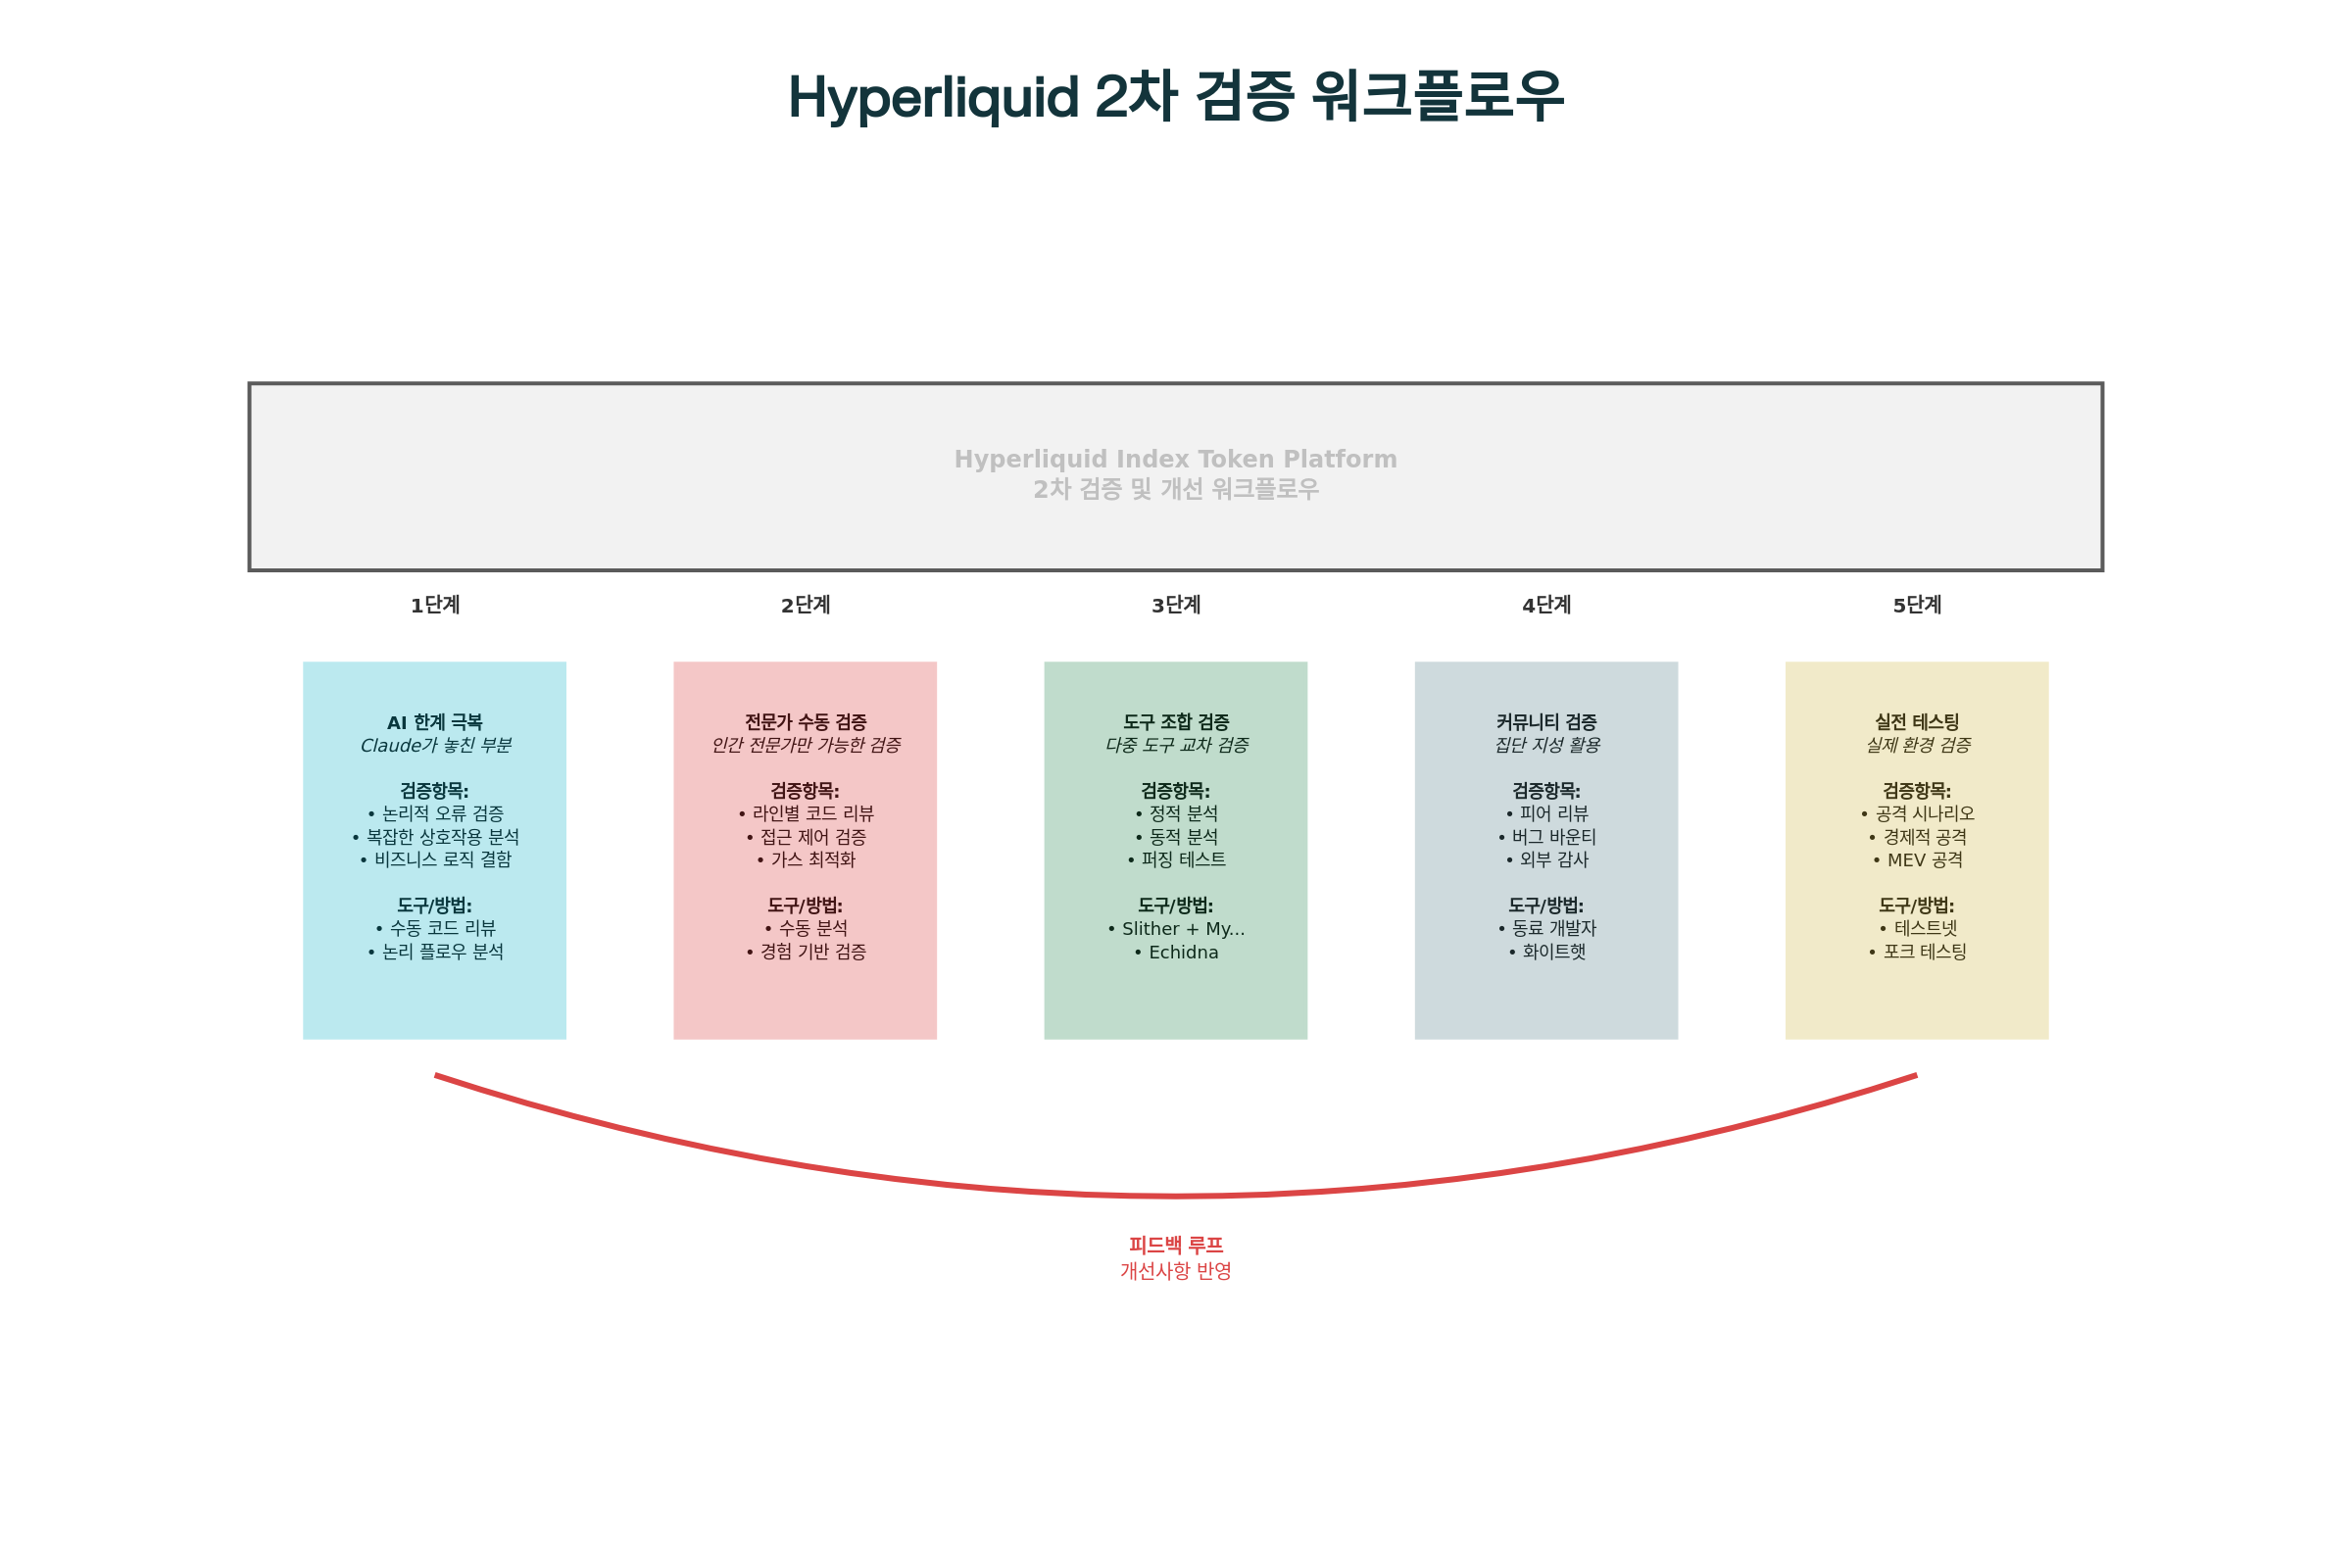 Hyperliquid 2차 검증 워크플로우
Hyperliquid Index Token Platform
2차 검증 및 개선 워크플로우
1단계
2단계
3단계
4단계
5단계
AI 한계 극복
Claude가 놓친 부분
검증항목:
• 논리적 오류 검증
• 복잡한 상호작용 분석
• 비즈니스 로직 결함
도구/방법:
• 수동 코드 리뷰
• 논리 플로우 분석
전문가 수동 검증
인간 전문가만 가능한 검증
검증항목:
• 라인별 코드 리뷰
• 접근 제어 검증
• 가스 최적화
도구/방법:
• 수동 분석
• 경험 기반 검증
도구 조합 검증
다중 도구 교차 검증
검증항목:
• 정적 분석
• 동적 분석
• 퍼징 테스트
도구/방법:
• Slither + My...
• Echidna
커뮤니티 검증
집단 지성 활용
검증항목:
• 피어 리뷰
• 버그 바운티
• 외부 감사
도구/방법:
• 동료 개발자
• 화이트햇
실전 테스팅
실제 환경 검증
검증항목:
• 공격 시나리오
• 경제적 공격
• MEV 공격
도구/방법:
• 테스트넷
• 포크 테스팅
피드백 루프
개선사항 반영